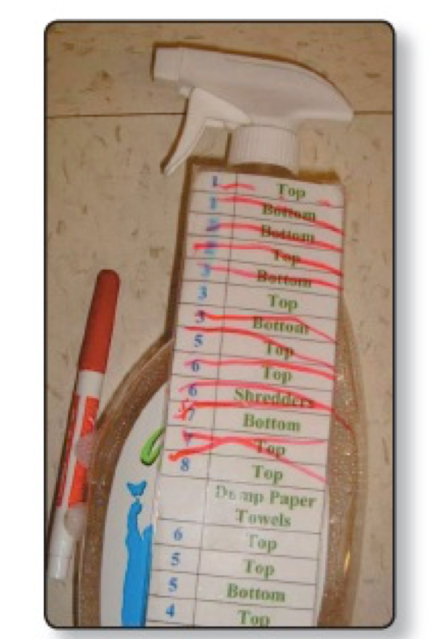 1 Top
1 Bottom
2 Bottom
2 Top
3 Bottom
3 Top
3 Bottom
5 Top
6 Top
6 Shredders
7 Bottom
7 Top
8 Top
Damp Paper
Towels
6 Top
5 Top
5 Bottom
4 Top